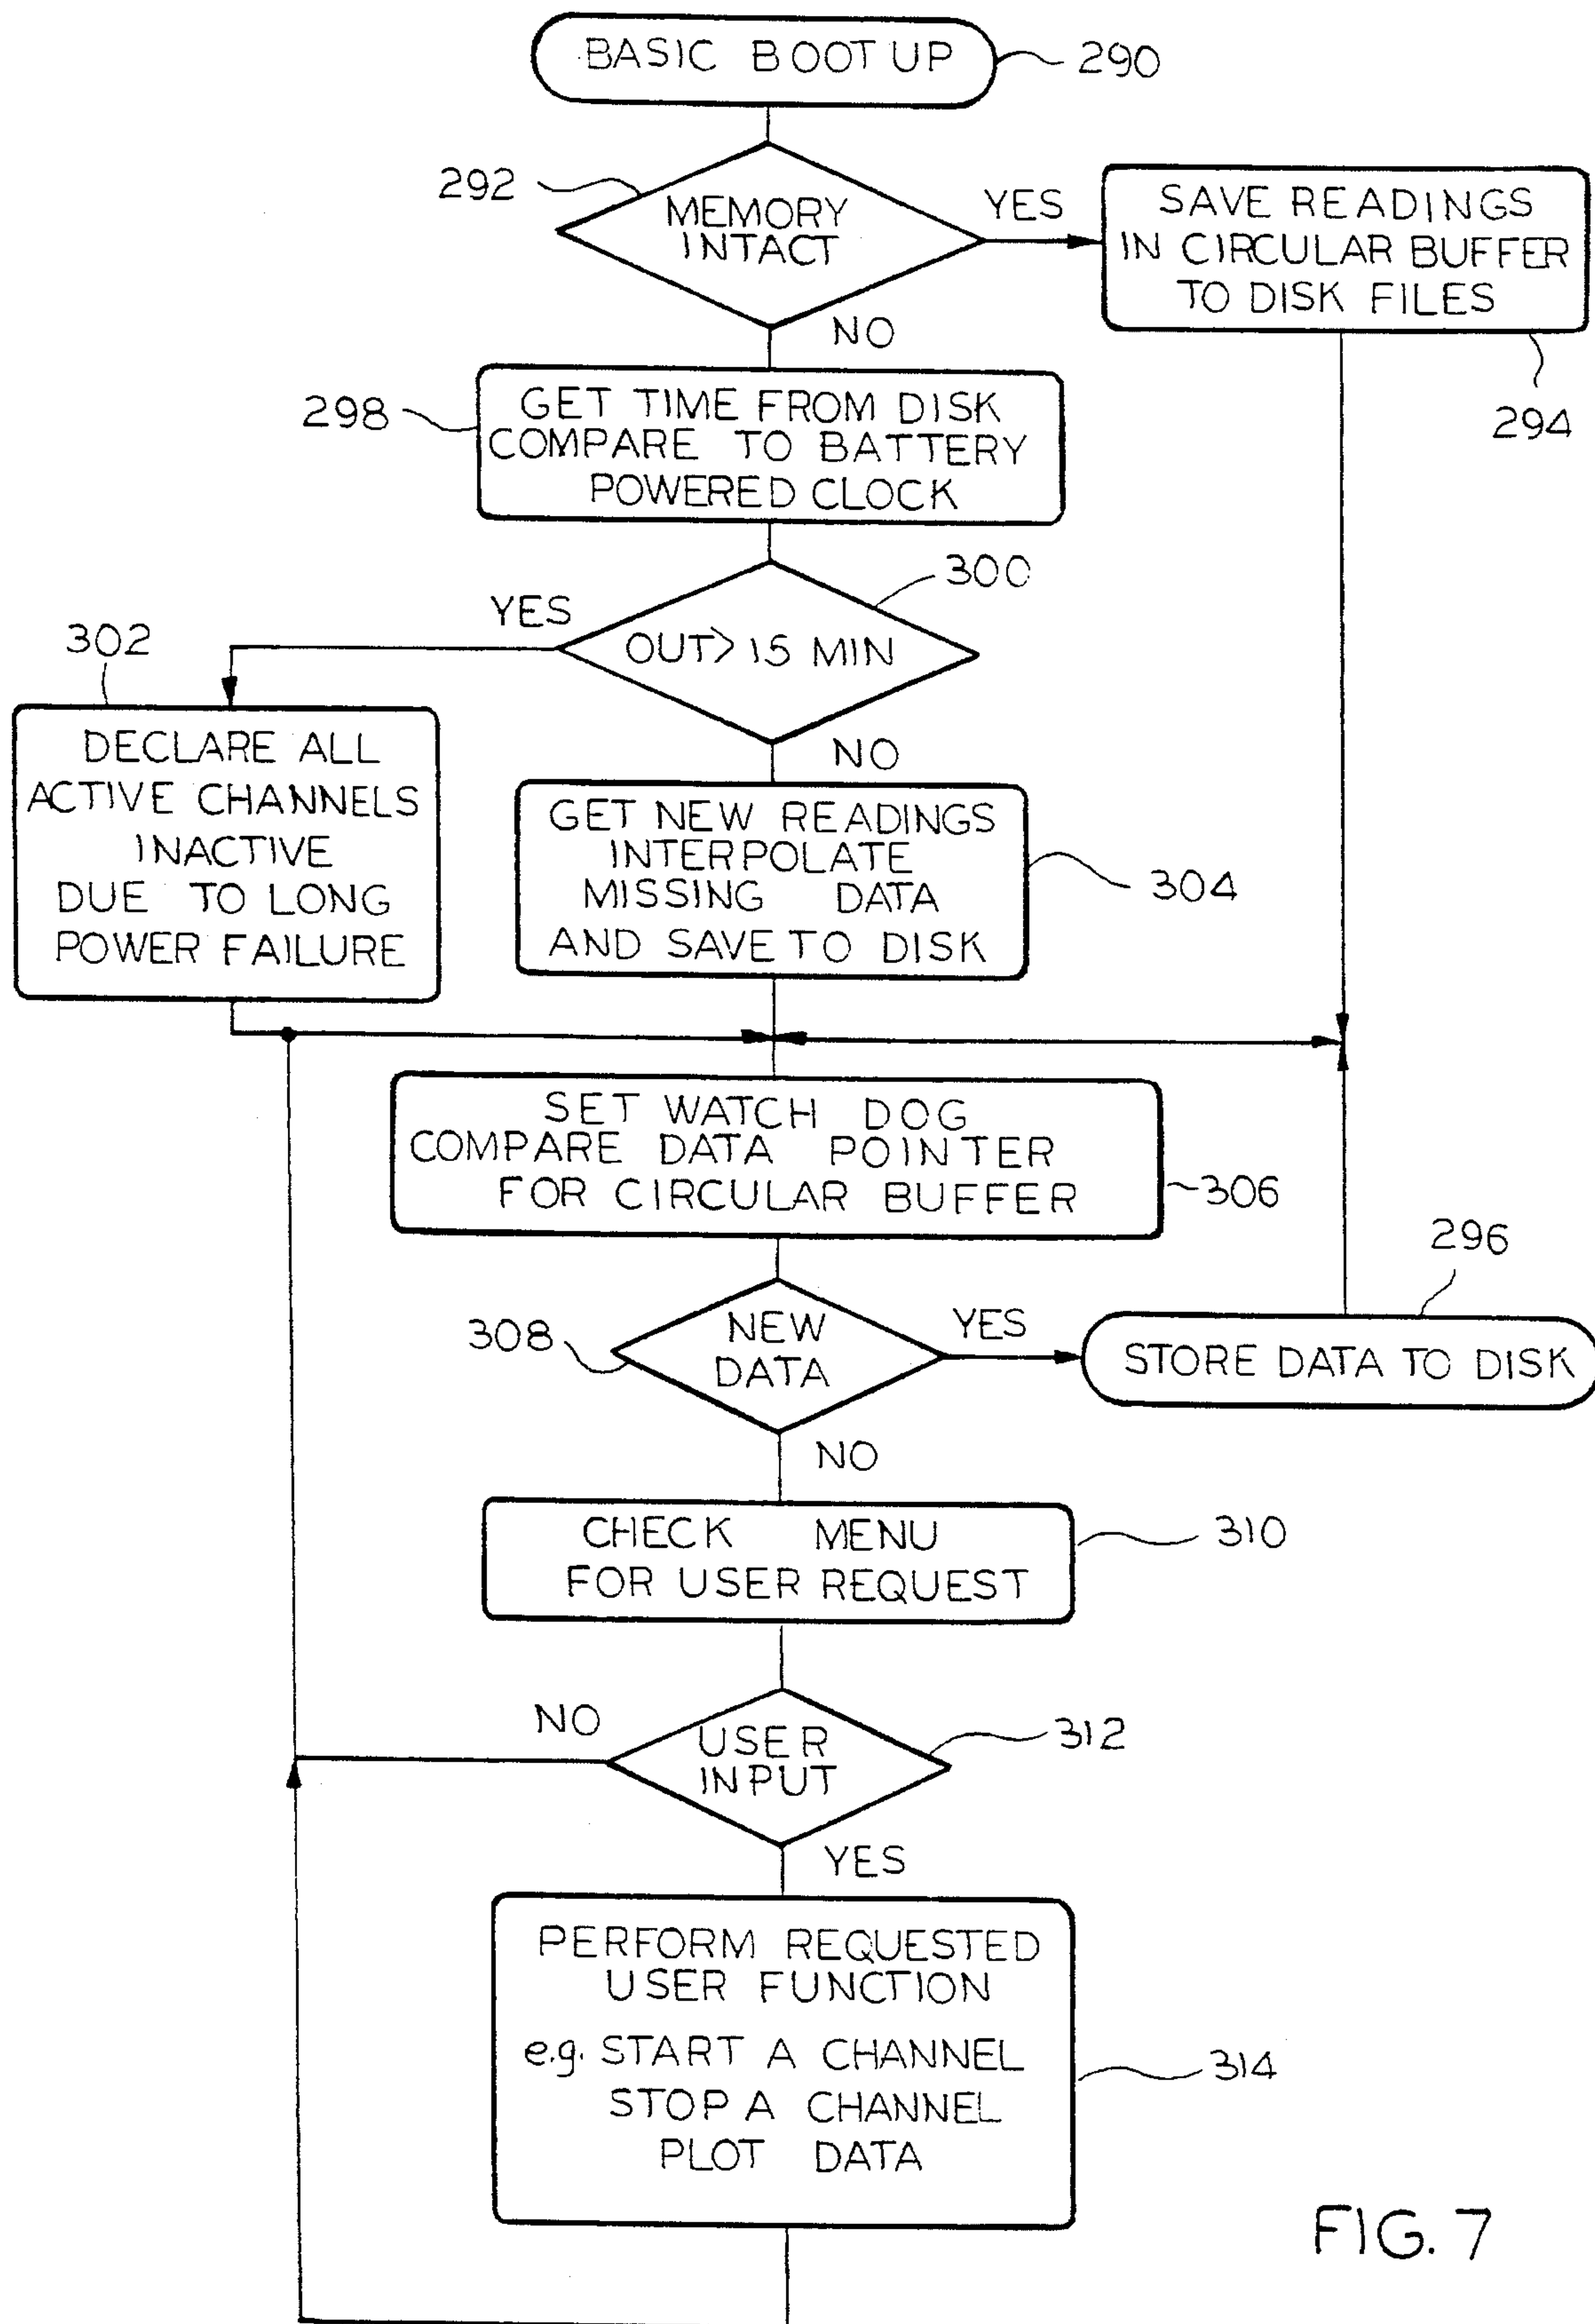 BASIC BOOT UP
290
292
MEMORY
INTACT
YES
SAVE READINGS
IN CIRCULAR BUFFER
TO DISK FILES
294
NO
298
GET TIME FROM DISK
COMPARE TO BATTERY
POWERED CLOCK
300
YES
OUT> 15 MIN
302
DECLARE ALL
ACTIVE CHANNELS
INACTIVE
DUE TO LONG
POWER FAILURE
NO
GET NEW READINGS
INTERPOLATE
MISSING DATA
AND SAVE TO DISK
304
SET WATCH DOG
COMPARE DATA POINTER
FOR CIRCULAR BUFFER
306
296
308
NEW
DATA
YES
STORE DATA TO DISK
NO
CHECK MENU
FOR USER REQUEST
310
NO
USER
INPUT
312
YES
PERFORM REQUESTED
USER FUNCTION
e.g. START A CHANNEL
STOP A CHANNEL
PLOT DATA
314
FIG. 7